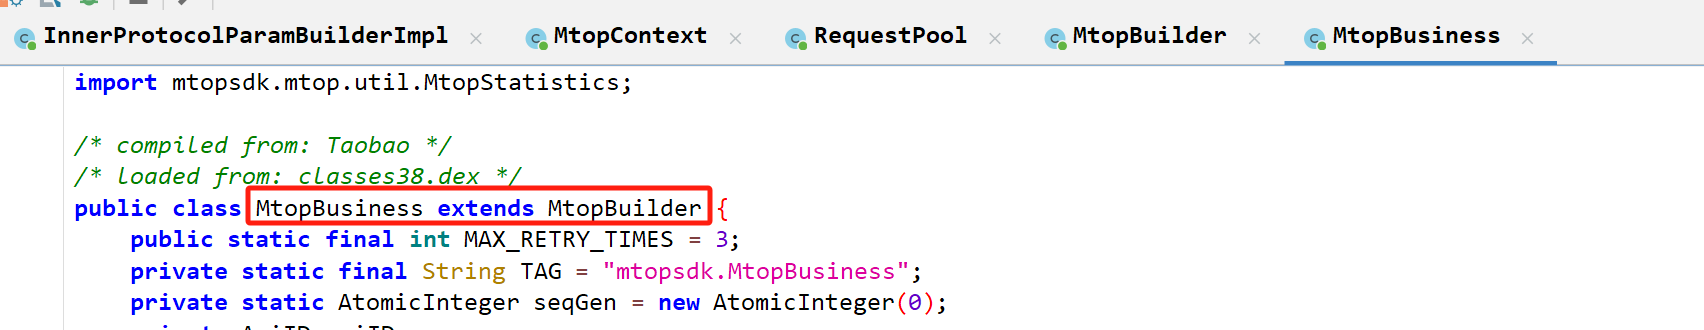 InnerProtocolParamBuilderImpl MtopContext RequestPool MtopBuilder MtopBusiness
import mtopsdk.mtop.util.MtopStatistics;
/* compiled from: Taobao */
/* loaded from: classes38.dex */
public class MtopBusiness extends MtopBuilder {
public static final int MAX_RETRY_TIMES = 3;
private static final String TAG = "mtopsdk.MtopBusiness";
private static AtomicInteger seqGen = new AtomicInteger(0);